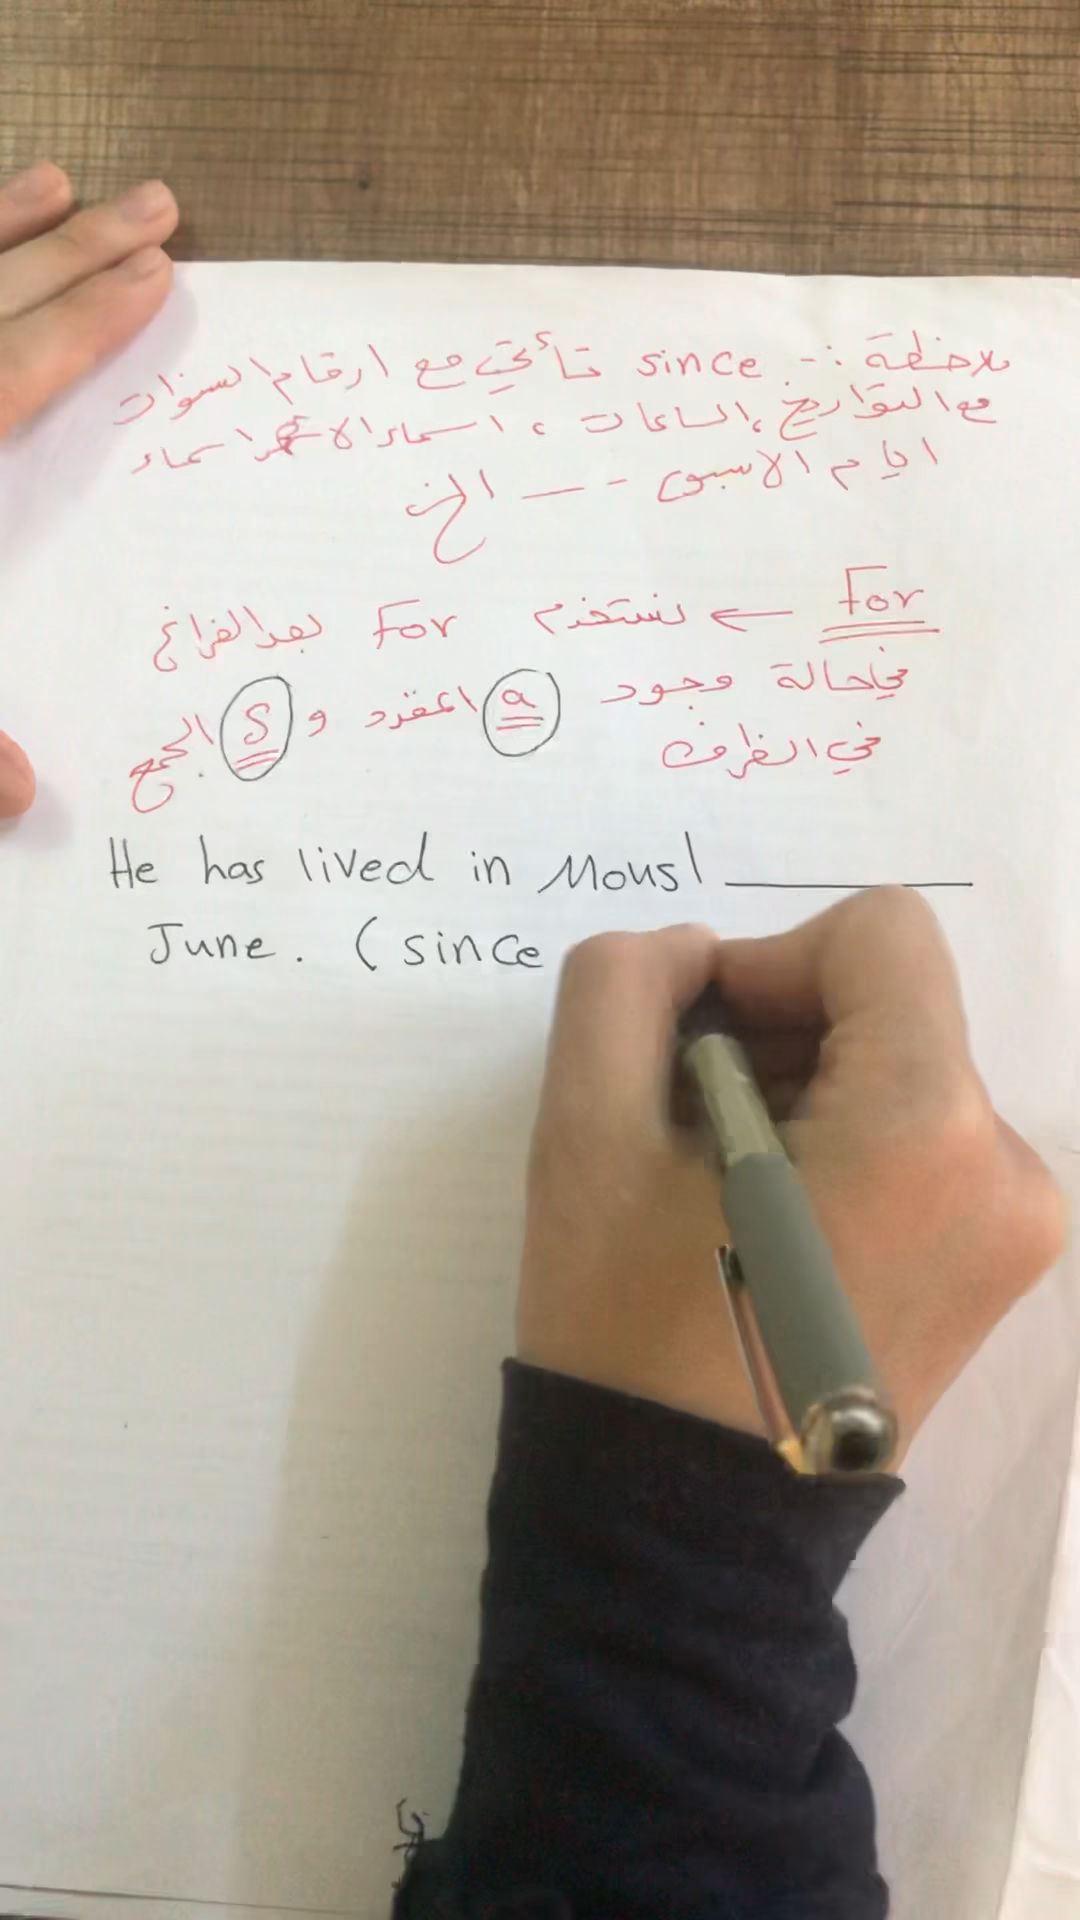 ملاحظة :- since تأتي مع ارقام السنوات
مع التواريخ ، الساعات ، اسماء الاشهر اسماء
ايام الاسبوع - — الخ
For ← نستخدم For بعد الفراغ
في حالة وجود a المفرد و S الجمع
في الظرف
He has lived in Mousl ______
June. (since